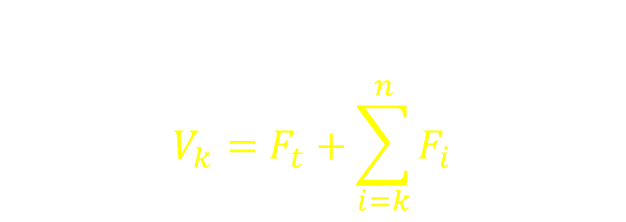 V_k = F_t + \sum_{i=k}^{n} F_i